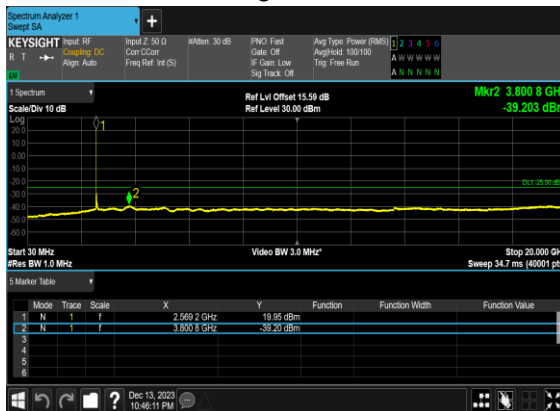 Spectrum Analyzer 1
Swept SA
KEYSIGHT Input: RF Input Z: 50 Ω #Atten: 30 dB PNO: Fast Avg Type: Power (RMS) 1 2 3 4 5 6
R T Coupling: DC Corr CCorr Gate: Off Avg|Hold: 100/100 A W W W W W
Align: Auto Freq Ref: Int (S) IF Gain: Low Trig: Free Run
Sig Track: Off A N N N N N
1 Spectrum
Scale/Div 10 dB Ref Lvl Offset 15.59 dB Mkr2 3.800 8 GH
Ref Level 30.00 dBm -39.203 dBr
Log
20.0
10.0
0.00
-10.0
-20.0
-30.0
-40.0
-50.0
-60.0
1
2
DL1 -25.00 dB
Start 30 MHz Video BW 3.0 MHz* Stop 20.000 GH
#Res BW 1.0 MHz Sweep 34.7 ms (40001 pt
5 Marker Table
Mode Trace Scale X Y Function Function Width Function Value
1 N 1 f 2.569 2 GHz 19.95 dBm
2 N 1 f 3.800 8 GHz -39.20 dBm
3
4
5
6
Dec 13, 2023
10:46:11 PM